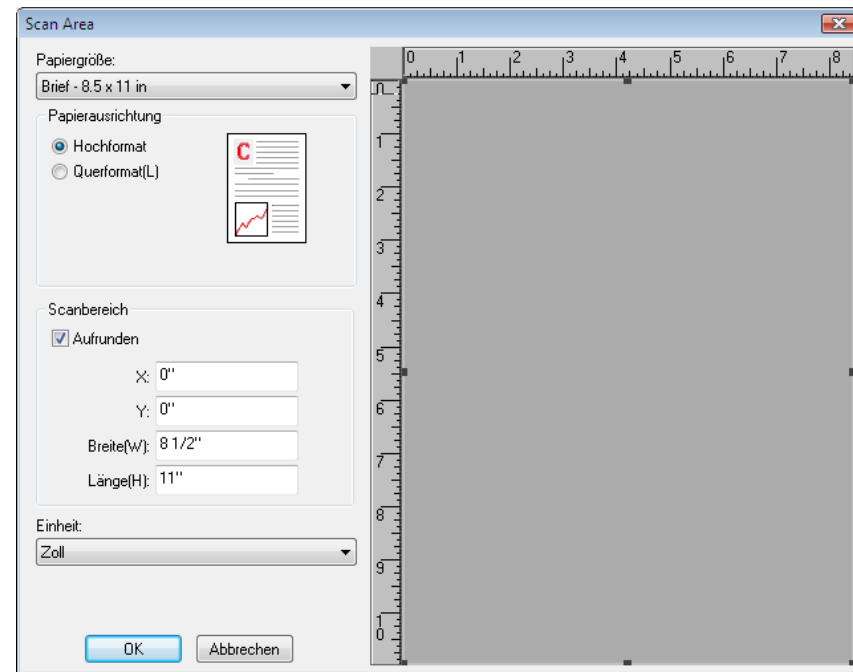 Scan Area
Papiergröße:
Brief - 8.5 x 11 in
Papierausrichtung
Hochformat
Querformat(L)
C
Scanbereich
Aufrunden
X: 0"
Y: 0"
Breite(W): 8 1/2"
Länge(H): 11"
Einheit:
Zoll
OK Abbrechen
0 1 2 3 4 5 6 7 8
1
2
3
4
5
6
7
8
9
10